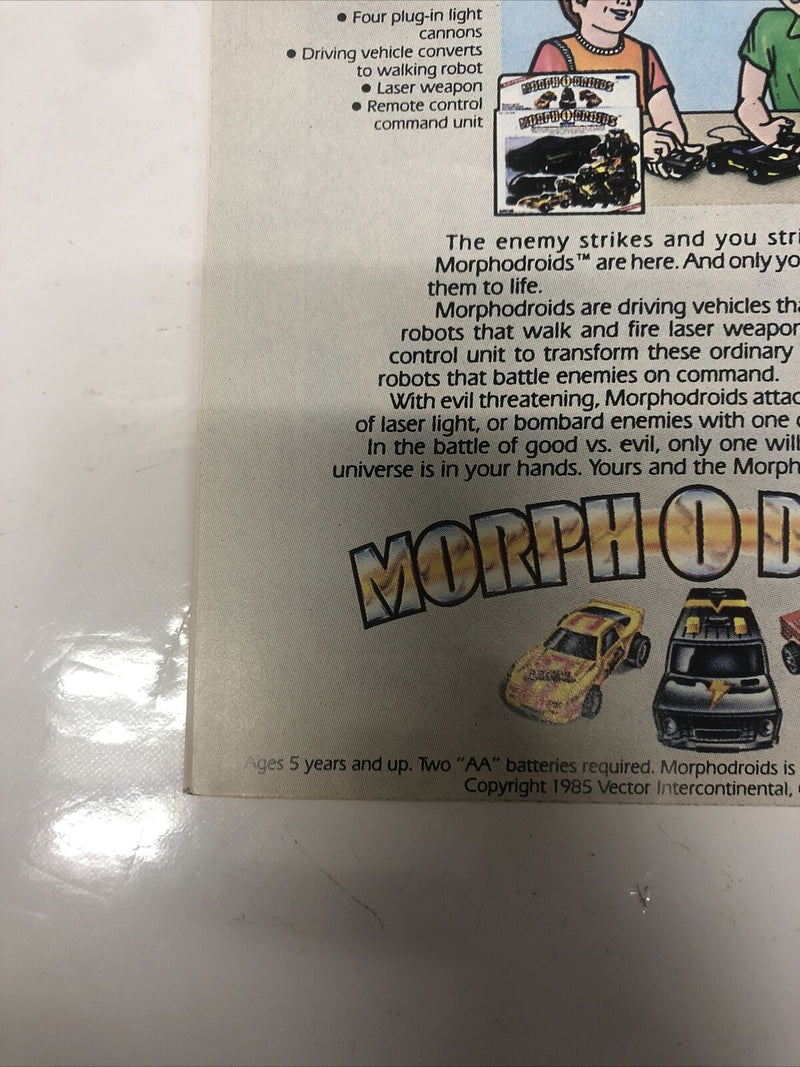 • Four plug-in light
cannons
• Driving vehicle converts
to walking robot
• Laser weapon
• Remote control
command unit
MORPH·O·DROIDS
MORPH·O·DROIDS
The enemy strikes and you stri
Morphodroids™ are here. And only yo
them to life.
Morphodroids are driving vehicles tha
robots that walk and fire laser weapon
control unit to transform these ordinary
robots that battle enemies on command.
With evil threatening, Morphodroids attac
of laser light, or bombard enemies with one o
In the battle of good vs. evil, only one will
universe is in your hands. Yours and the Morph
MORPH O D
Ages 5 years and up. Two "AA" batteries required. Morphodroids is
Copyright 1985 Vector Intercontinental,